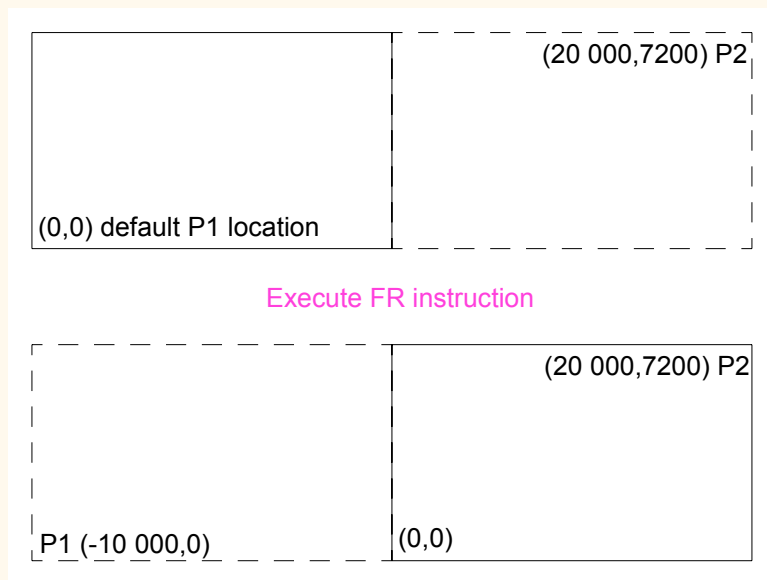 (20 000,7200) P2
(0,0) default P1 location
Execute FR instruction
(20 000,7200) P2
P1 (-10 000,0)
(0,0)